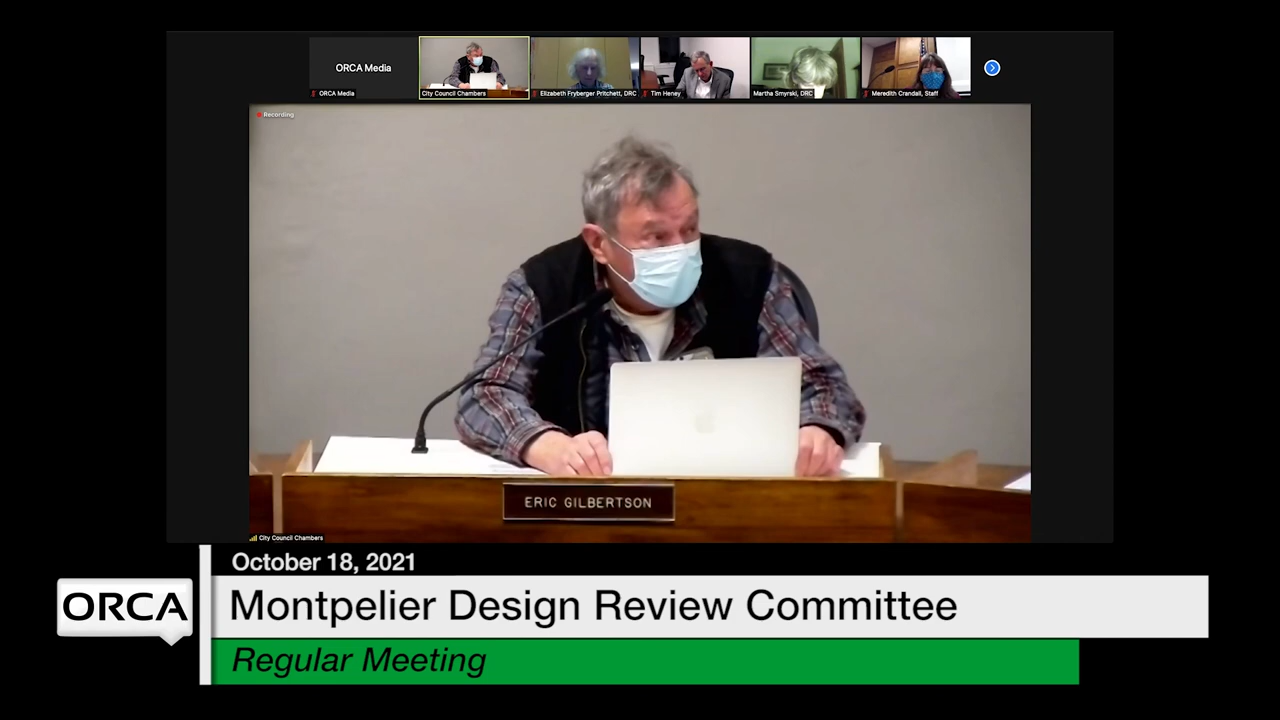 ORCA Media
ORCA Media
City Council Chambers
Elizabeth Fryberger Pritchett, DRC
Tim Heney
Martha Smyrski, DRC
Meredith Crandall, Staff
Recording
ERIC GILBERTSON
City Council Chambers
October 18, 2021
ORCA
Montpelier Design Review Committee
Regular Meeting